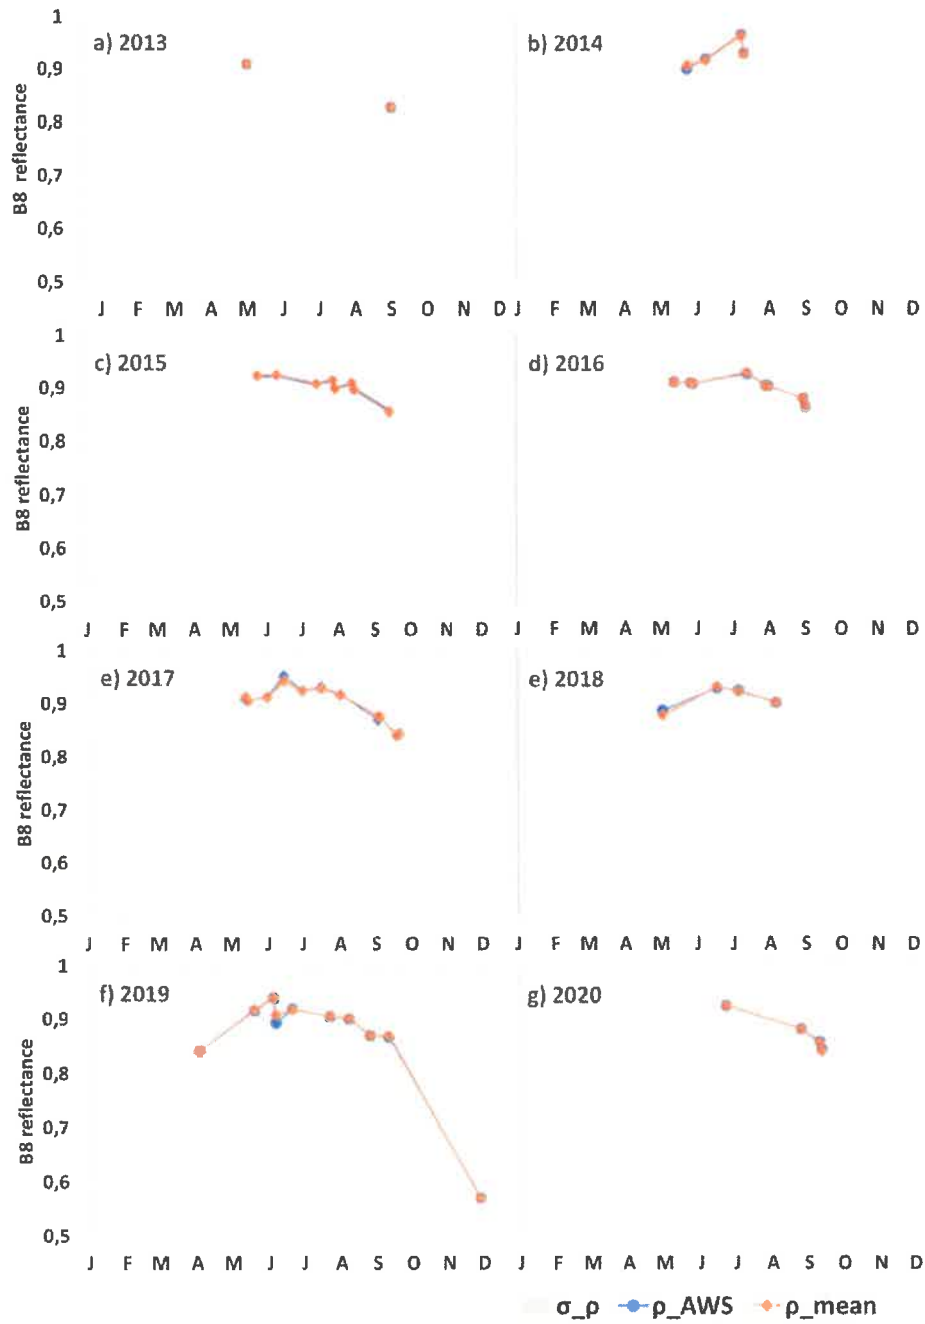 a) 2013
b) 2014
1
0,9
0,8
0,7
0,6
0,5
B8 reflectance
J F M A M J J A S O N D
J F M A M J J A S O N D
c) 2015
d) 2016
1
0,9
0,8
0,7
0,6
0,5
B8 reflectance
J F M A M J J A S O N D
J F M A M J J A S O N D
e) 2017
e) 2018
1
0,9
0,8
0,7
0,6
0,5
B8 reflectance
J F M A M J J A S O N D
J F M A M J J A S O N D
f) 2019
g) 2020
1
0,9
0,8
0,7
0,6
0,5
B8 reflectance
J F M A M J J A S O N D
J F M A M J J A S O N D
σ_ρ ρ_AWS ρ_mean